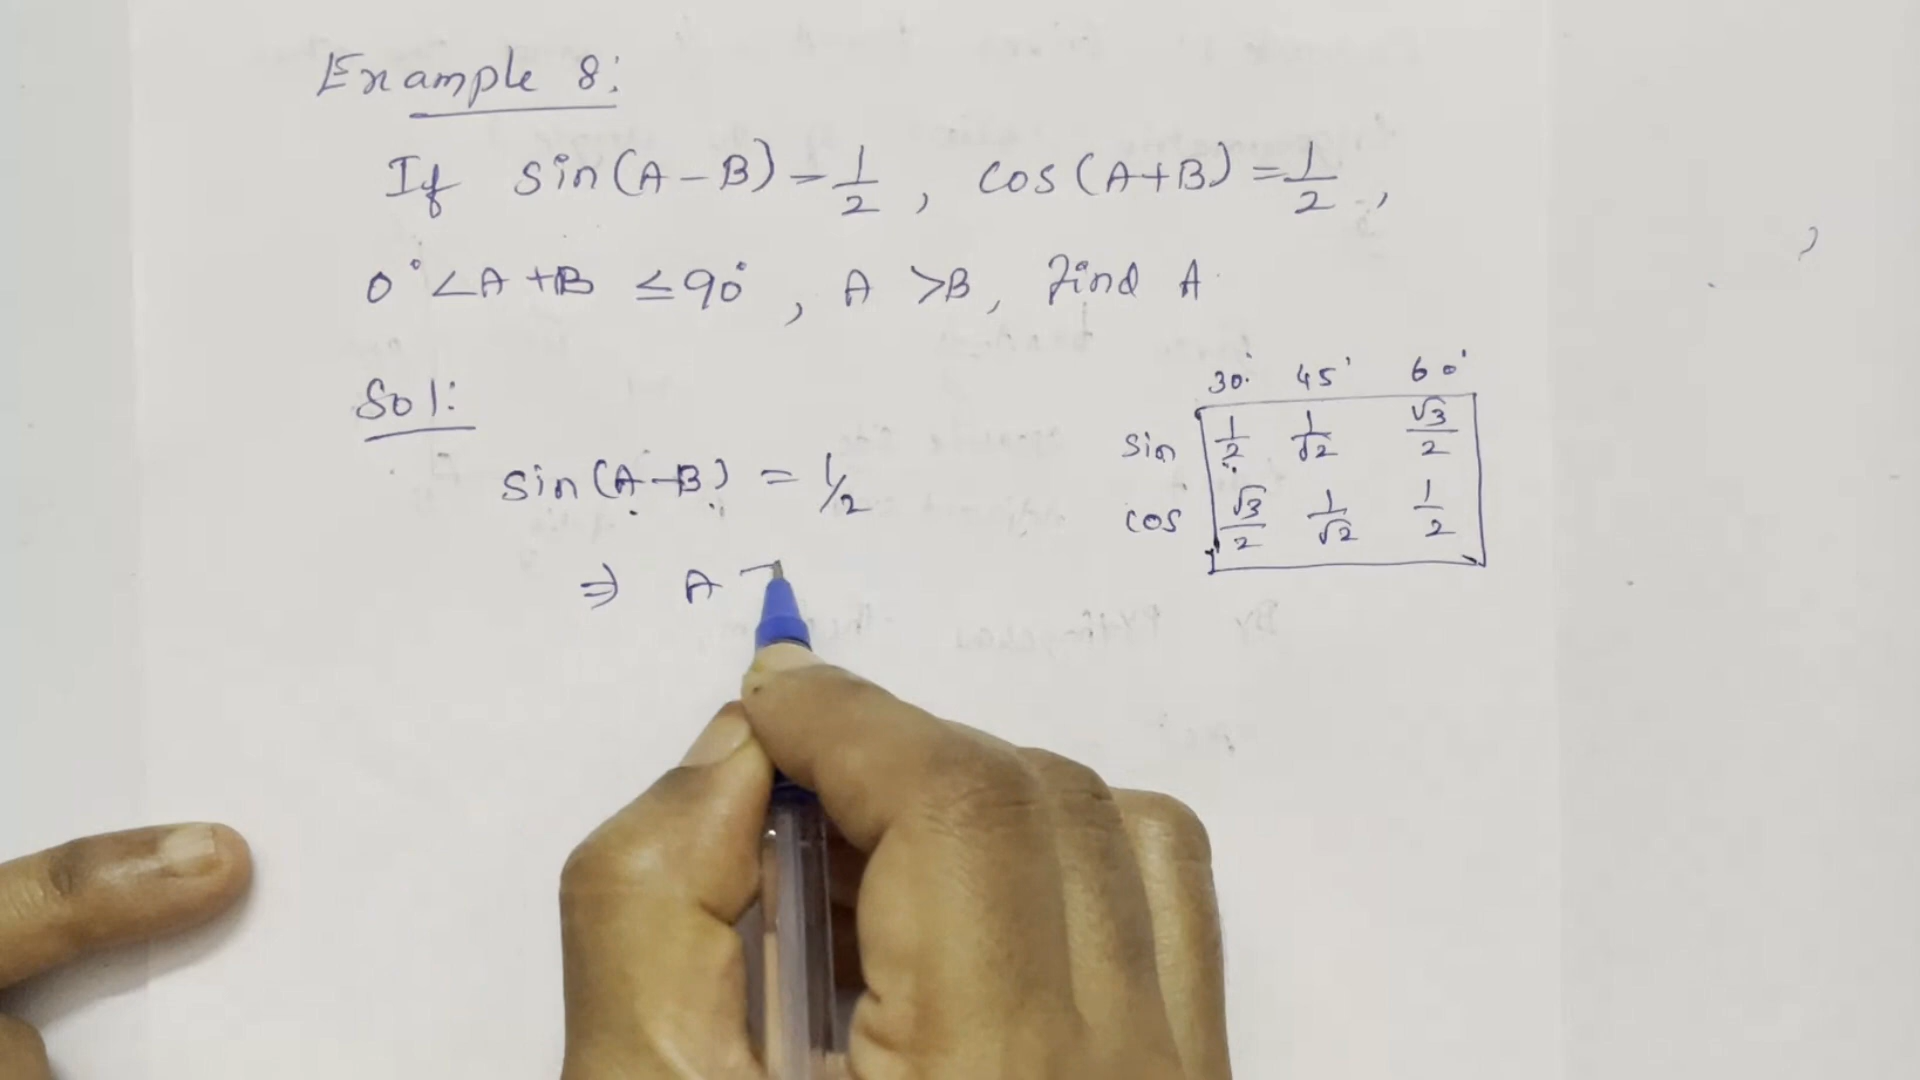 Example 8:
If sin(A-B)=1/2, cos(A+B)=1/2,
0°<A+B≤90°, A>B, find A
Sol:
30° 45° 60°
sin 1/2 1/√2 √3/2
cos √3/2 1/√2 1/2
sin(A-B) = 1/2
⇒ A -